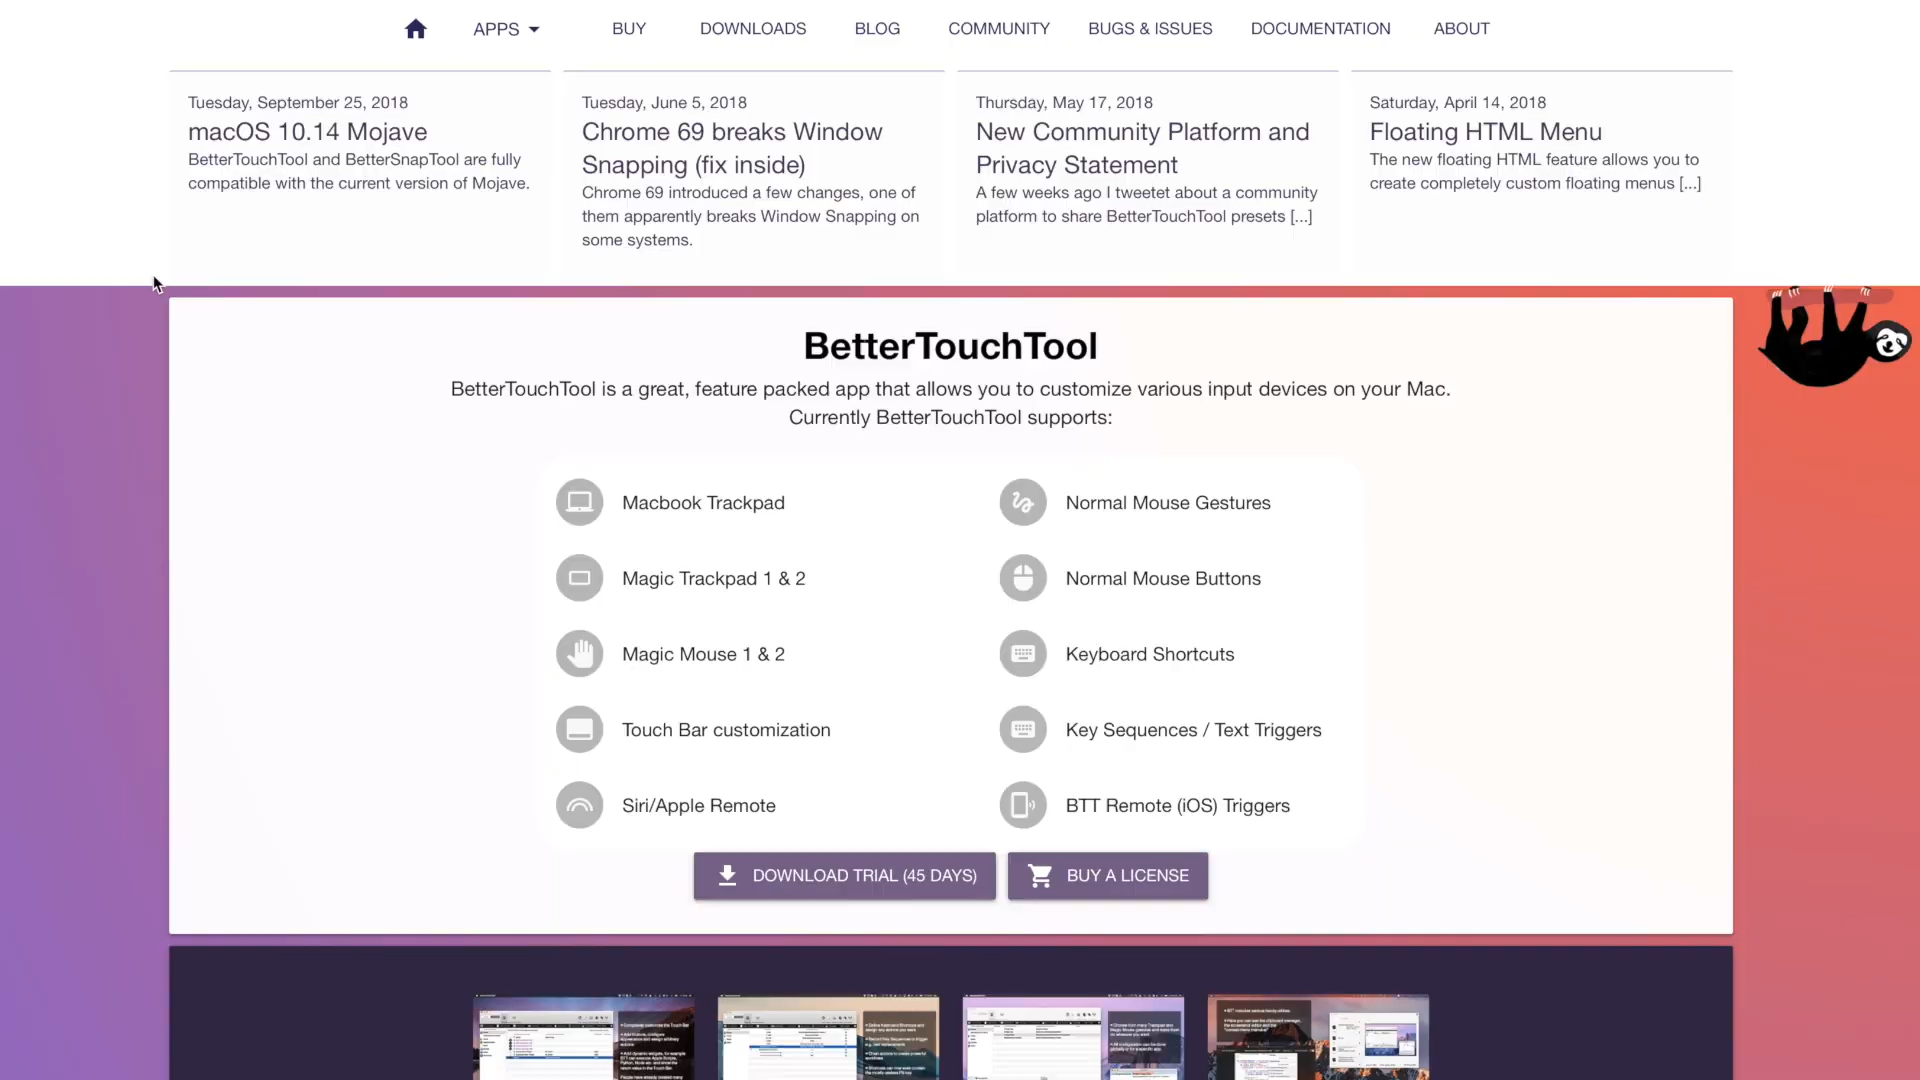 APPS
BUY
DOWNLOADS
BLOG
COMMUNITY
BUGS & ISSUES
DOCUMENTATION
ABOUT
Tuesday, September 25, 2018
macOS 10.14 Mojave
BetterTouchTool and BetterSnapTool are fully
compatible with the current version of Mojave.
Tuesday, June 5, 2018
Chrome 69 breaks Window
Snapping (fix inside)
Chrome 69 introduced a few changes, one of
them apparently breaks Window Snapping on
some systems.
Thursday, May 17, 2018
New Community Platform and
Privacy Statement
A few weeks ago I tweetet about a community
platform to share BetterTouchTool presets [...]
Saturday, April 14, 2018
Floating HTML Menu
The new floating HTML feature allows you to
create completely custom floating menus [...]
BetterTouchTool
BetterTouchTool is a great, feature packed app that allows you to customize various input devices on your Mac.
Currently BetterTouchTool supports:
Macbook Trackpad
Normal Mouse Gestures
Magic Trackpad 1 & 2
Normal Mouse Buttons
Magic Mouse 1 & 2
Keyboard Shortcuts
Touch Bar customization
Key Sequences / Text Triggers
Siri/Apple Remote
BTT Remote (iOS) Triggers
DOWNLOAD TRIAL (45 DAYS)
BUY A LICENSE